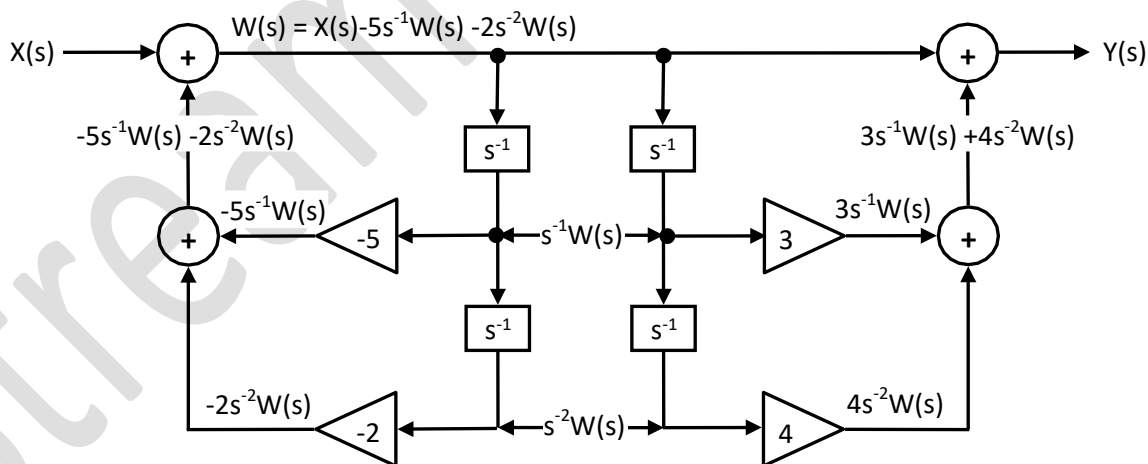 W(s) = X(s)-5s⁻¹W(s) -2s⁻²W(s)
X(s) + + Y(s)
-5s⁻¹W(s) -2s⁻²W(s) 3s⁻¹W(s) +4s⁻²W(s)
s⁻¹ s⁻¹
-5s⁻¹W(s) 3s⁻¹W(s)
+ -5 s⁻¹W(s) 3 +
s⁻¹ s⁻¹
-2s⁻²W(s) 4s⁻²W(s)
-2 s⁻²W(s) 4